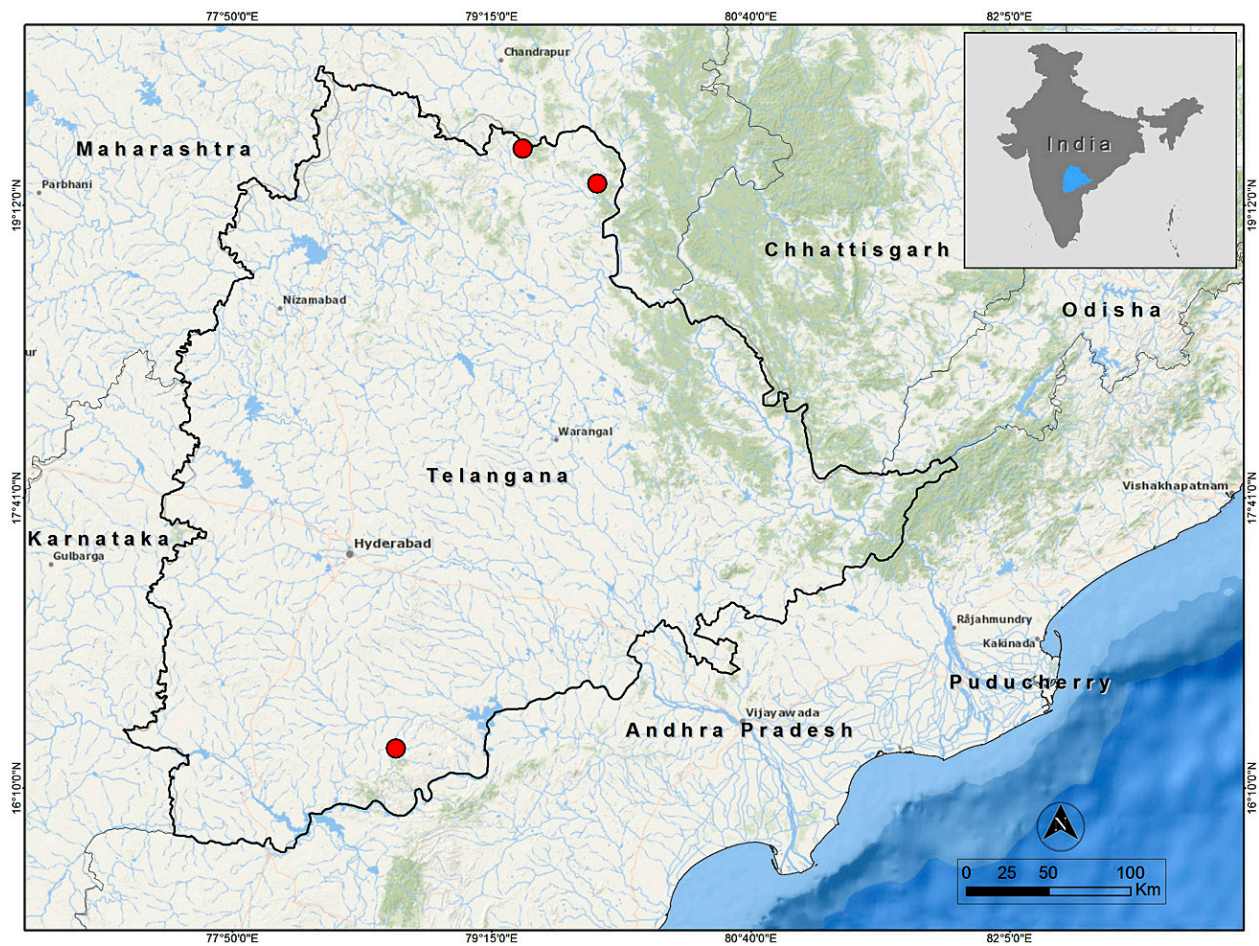 77°50'0"E 79°15'0"E 80°40'0"E 82°5'0"E
Chandrapur
India
Maharashtra
Parbhani
19°12'0"N 19°12'0"N
Chhattisgarh
Nizamabad
Odisha
ur
Warangal
Telangana
Vishakhapatnam
17°41'0"N 17°41'0"N
Karnataka
Hyderabad
Gulbarga
Råjahmundry
Kakinada
Puducherry
Vijayawada
Andhra Pradesh
16°10'0"N 16°10'0"N
N
0 25 50 100
Km
77°50'0"E 79°15'0"E 80°40'0"E 82°5'0"E